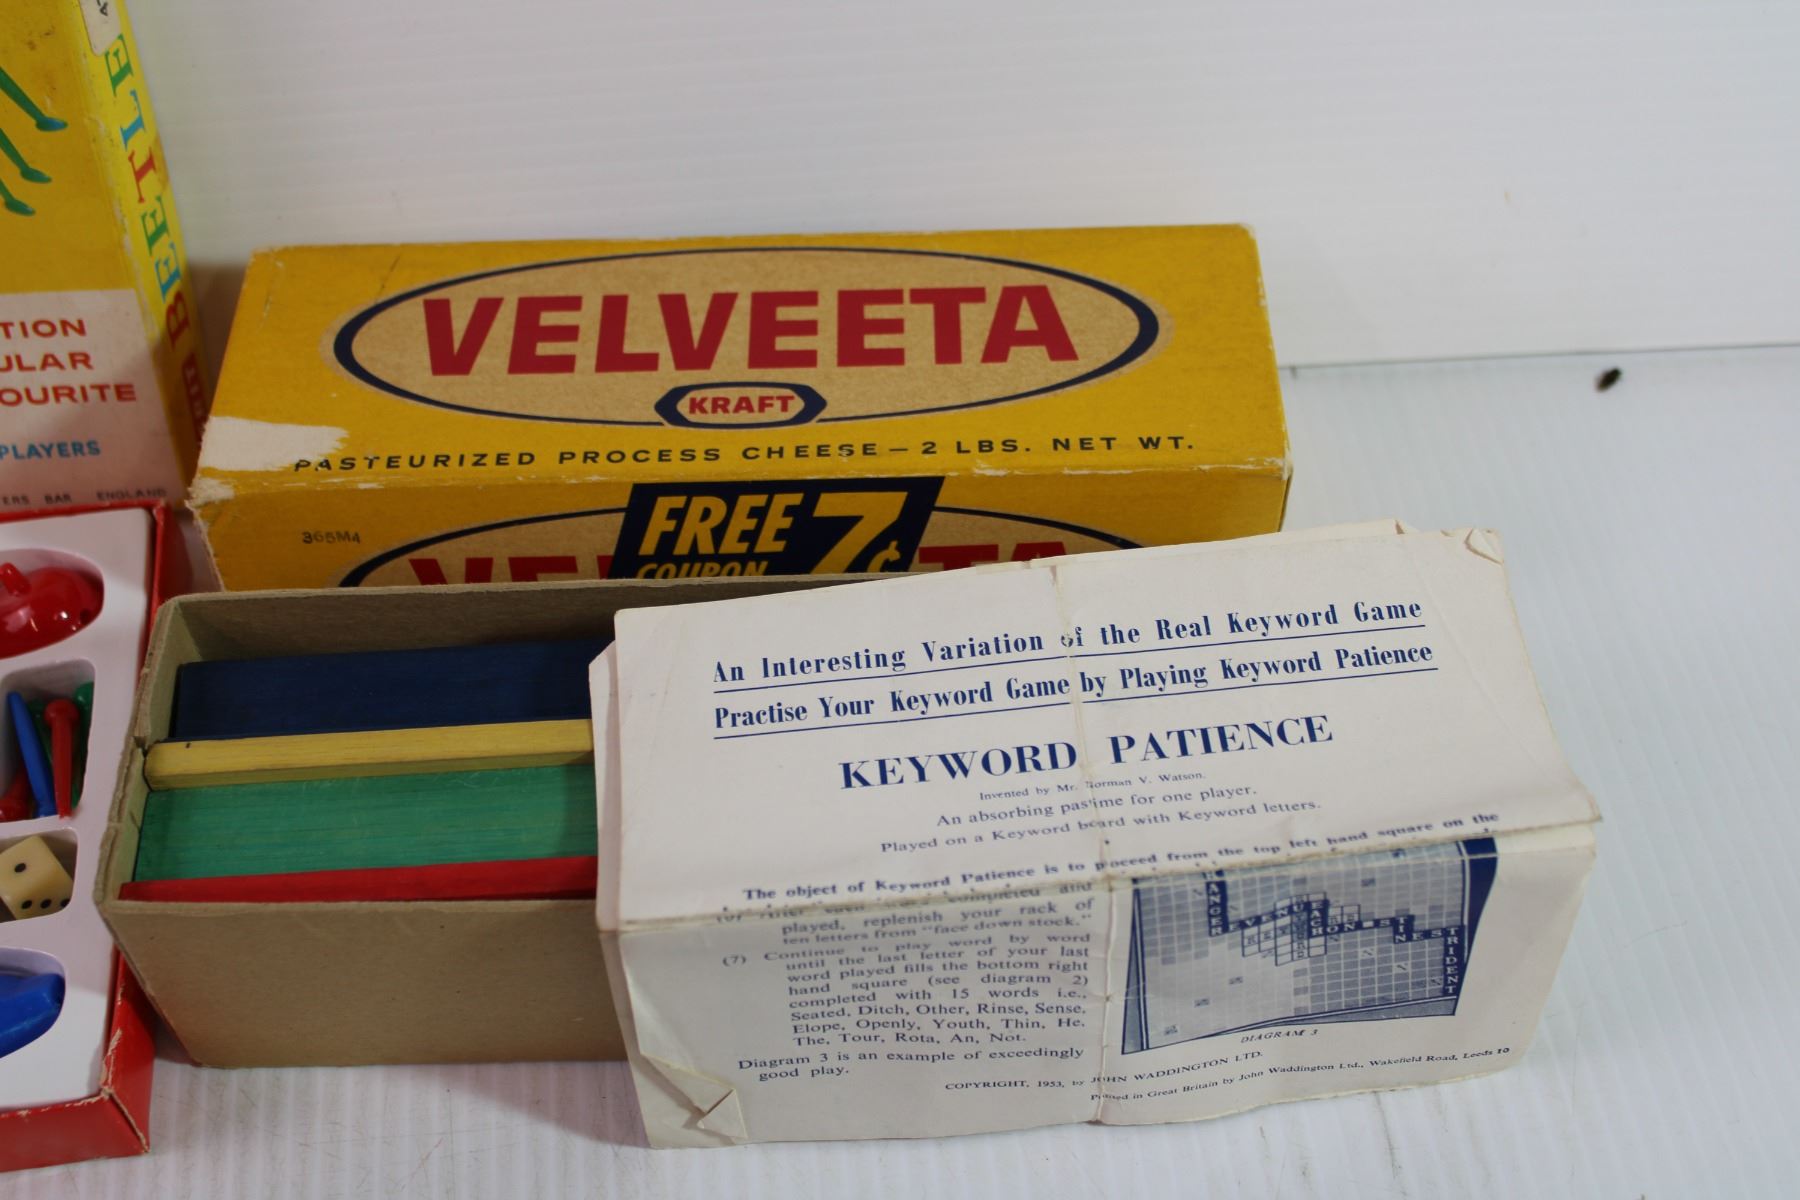 BEETLE
TION
ULAR
OURITE
PLAYERS
ERS BAR ENGLAND
VELVEETA
KRAFT
PASTEURIZED PROCESS CHEESE — 2 LBS. NET WT.
365M4
FREE 7¢
COUPON
An Interesting Variation of the Real Keyword Game
Practise Your Keyword Game by Playing Keyword Patience
KEYWORD PATIENCE
Invented by Mr. Norman V. Watson.
An absorbing pastime for one player.
Played on a Keyword board with Keyword letters.
The object of Keyword Patience is to proceed from the top left hand square on the
completed and
played, replenish your rack of
ten letters from "face down stock."
(7) Continue to play word by word
until the last letter of your last
word played fills the bottom right
hand square (see diagram 2)
completed with 15 words i.e.,
Seated, Ditch, Other, Rinse, Sense,
Elope, Openly, Youth, Thin, He,
The, Tour, Rota, An, Not.
Diagram 3 is an example of exceedingly
good play.
TRIDENT
DIAGRAM 3
COPYRIGHT, 1953, by JOHN WADDINGTON LTD.
Printed in Great Britain by John Waddington Ltd., Wakefield Road, Leeds 10